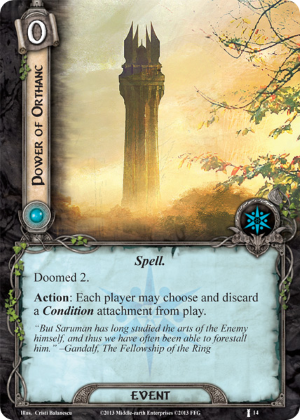 0
POWER OF ORTHANC
Spell.
Doomed 2.
Action: Each player may choose and discard
a Condition attachment from play.
“But Saruman has long studied the arts of the Enemy
himself, and thus we have often been able to forestall
him.” –Gandalf, The Fellowship of the Ring
EVENT
Illus. Cristi Balanescu
©2013 Middle-earth Enterprises ©2013 FFG
14